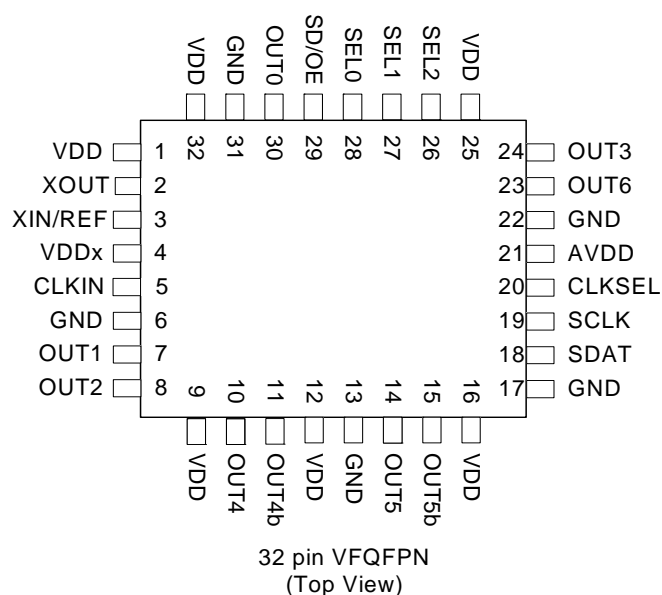 VDD
GND
OUT0
SD/OE
SEL0
SEL1
SEL2
VDD
32
31
30
29
28
27
26
25
VDD 1
XOUT 2
XIN/REF 3
VDDx 4
CLKIN 5
GND 6
OUT1 7
OUT2 8
24 OUT3
23 OUT6
22 GND
21 AVDD
20 CLKSEL
19 SCLK
18 SDAT
17 GND
9
10
11
12
13
14
15
16
VDD
OUT4
OUT4b
VDD
GND
OUT5
OUT5b
VDD
32 pin VFQFPN
(Top View)